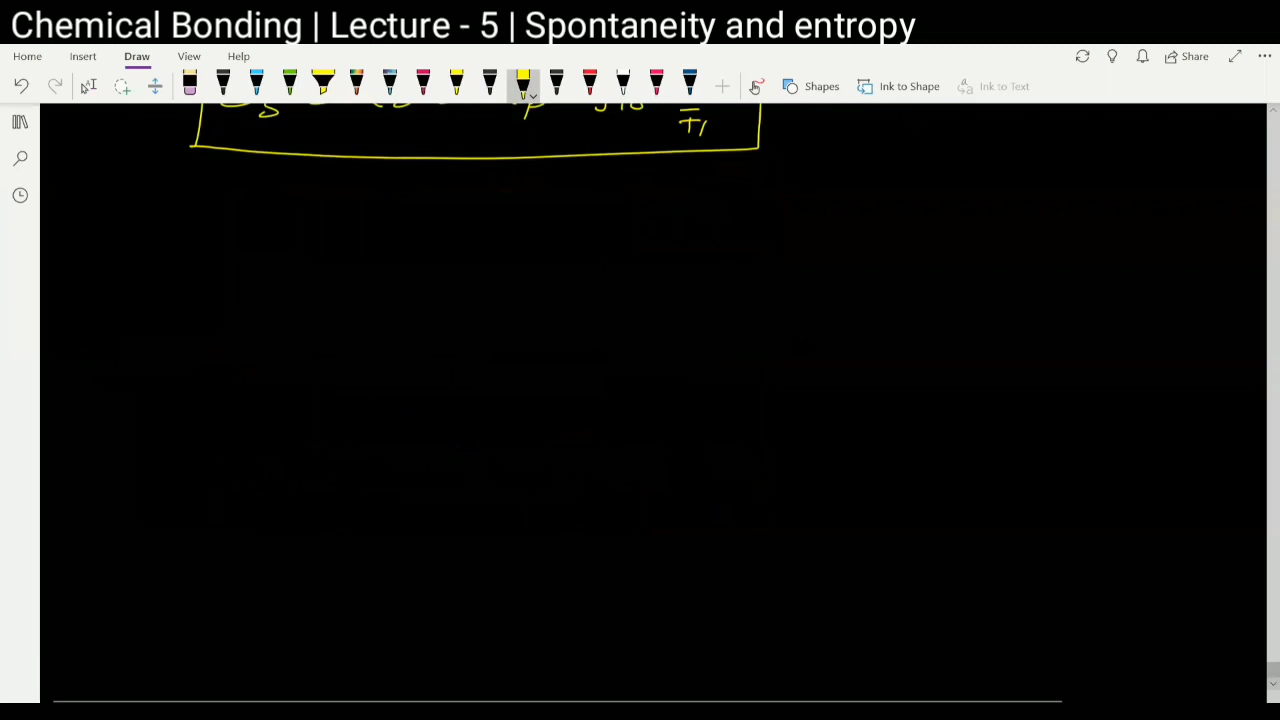 Chemical Bonding | Lecture - 5 | Spontaneity and entropy
Home Insert Draw View Help Share
Shapes Ink to Shape Ink to Text
T1